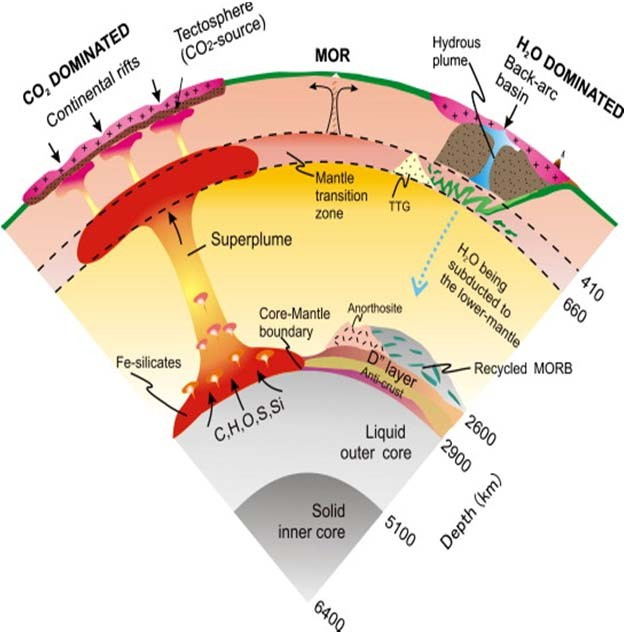 CO₂ DOMINATED
Continental rifts
Tectosphere
(CO2-source)
MOR
Hydrous
plume
H₂O DOMINATED
Back-arc
basin
Mantle
transition
zone
TTG
Superplume
H₂O being
subducted to
the lower-mantle
410
660
Core-Mantle
boundary
Anorthosite
Fe-silicates
D" layer
Anti-crust
Recycled MORB
C,H,O,S,Si
Liquid
outer core
2600
2900
Solid
inner core
5100
Depth (km)
6400